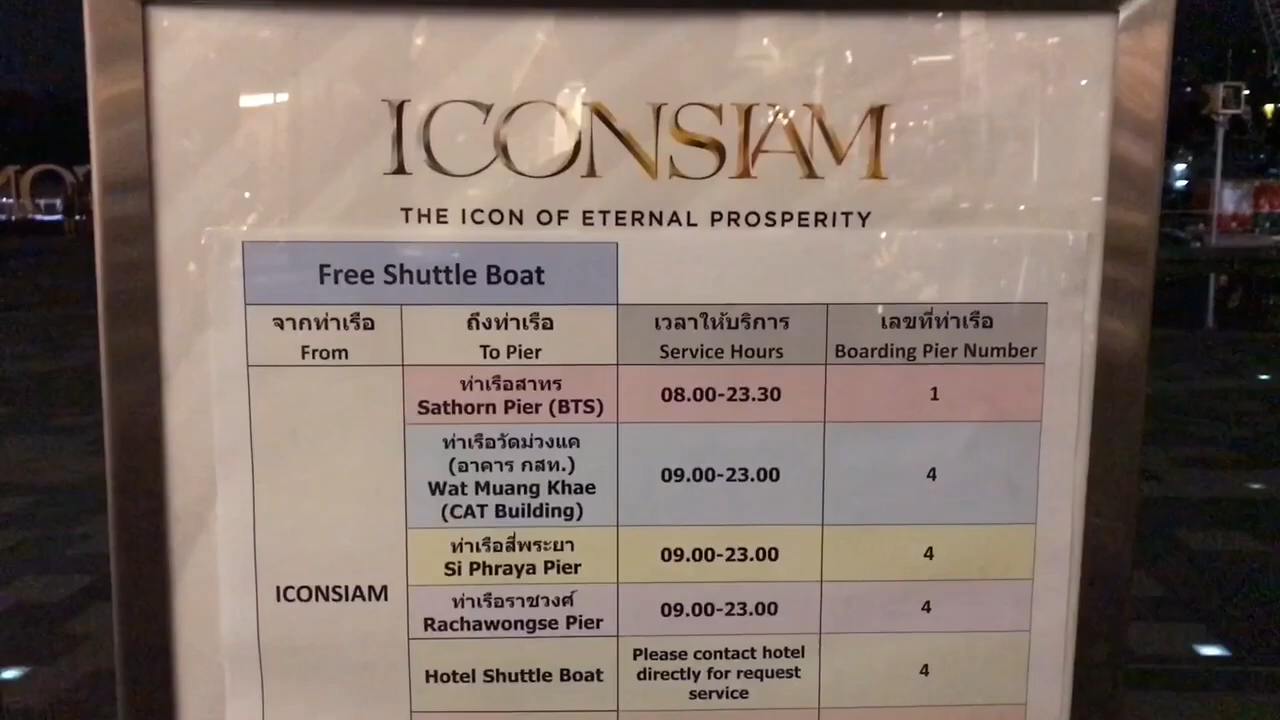 ICONSIAM
THE ICON OF ETERNAL PROSPERITY
Free Shuttle Boat
จากท่าเรือ
From
ถึงท่าเรือ
To Pier
เวลาให้บริการ
Service Hours
เลขที่ท่าเรือ
Boarding Pier Number
ICONSIAM
ท่าเรือสาทร
Sathorn Pier (BTS)
08.00-23.30
1
ท่าเรือวัดม่วงแค
(อาคาร กสท.)
Wat Muang Khae
(CAT Building)
09.00-23.00
4
ท่าเรือสี่พระยา
Si Phraya Pier
09.00-23.00
4
ท่าเรือราชวงศ์
Rachawongse Pier
09.00-23.00
4
Hotel Shuttle Boat
Please contact hotel
directly for request
service
4